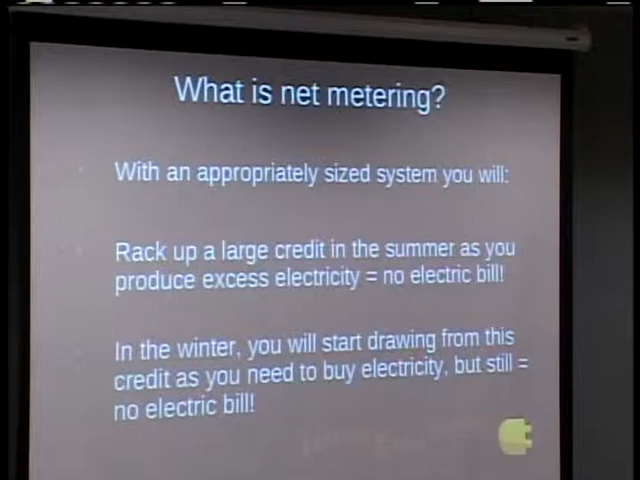 What is net metering?
With an appropriately sized system you will:
Rack up a large credit in the summer as you
produce excess electricity = no electric bill!
In the winter, you will start drawing from this
credit as you need to buy electricity, but still =
no electric bill!